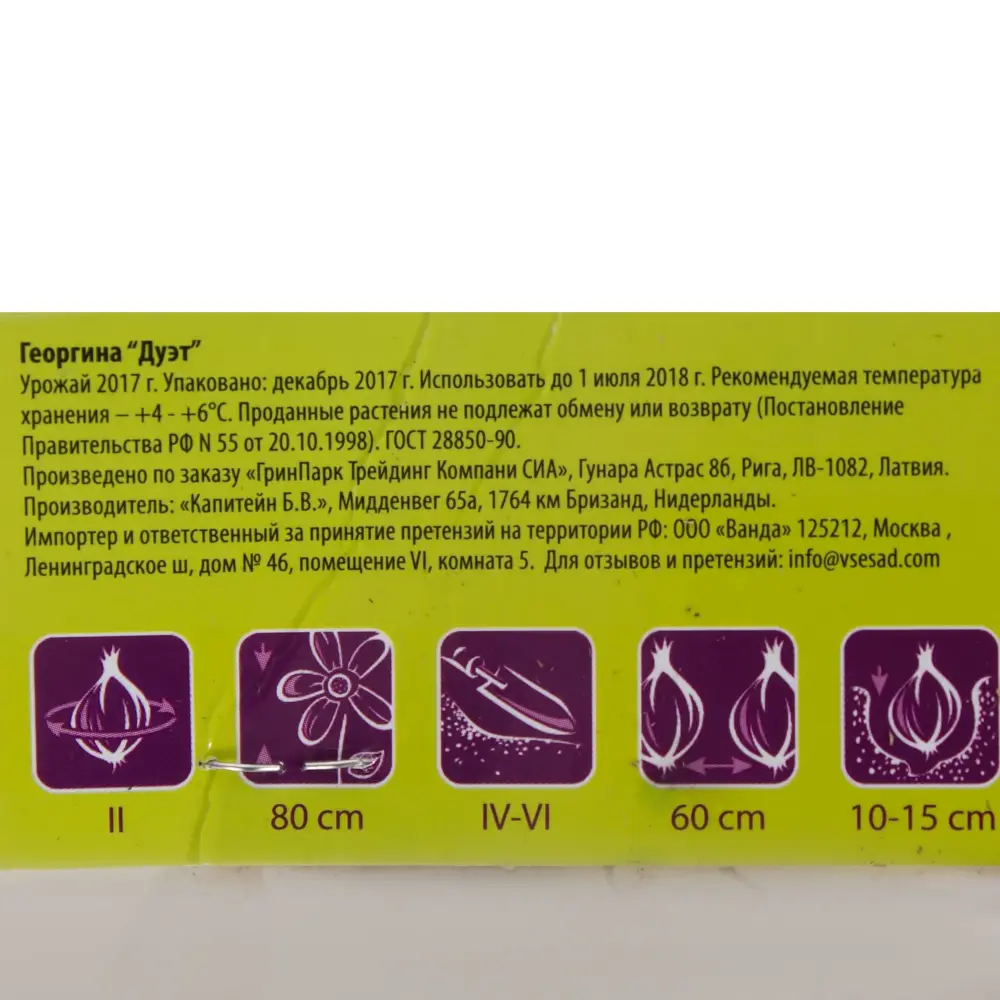 Георгина “Дуэт”
Урожай 2017 г. Упаковано: декабрь 2017 г. Использовать до 1 июля 2018 г. Рекомендуемая температура
хранения – +4 - +6°С. Проданные растения не подлежат обмену или возврату (Постановление
Правительства РФ N 55 от 20.10.1998). ГОСТ 28850-90.
Произведено по заказу «ГринПарк Трейдинг Компани СИА», Гунара Астрас 8б, Рига, ЛВ-1082, Латвия.
Производитель: «Капитейн Б.В.», Мидденвег 65а, 1764 км Бризанд, Нидерланды.
Импортер и ответственный за принятие претензий на территории РФ: ООО «Ванда» 125212, Москва ,
Ленинградское ш, дом № 46, помещение VI, комната 5. Для отзывов и претензий: info@vsesad.com
II 80 cm IV-VI 60 cm 10-15 cm